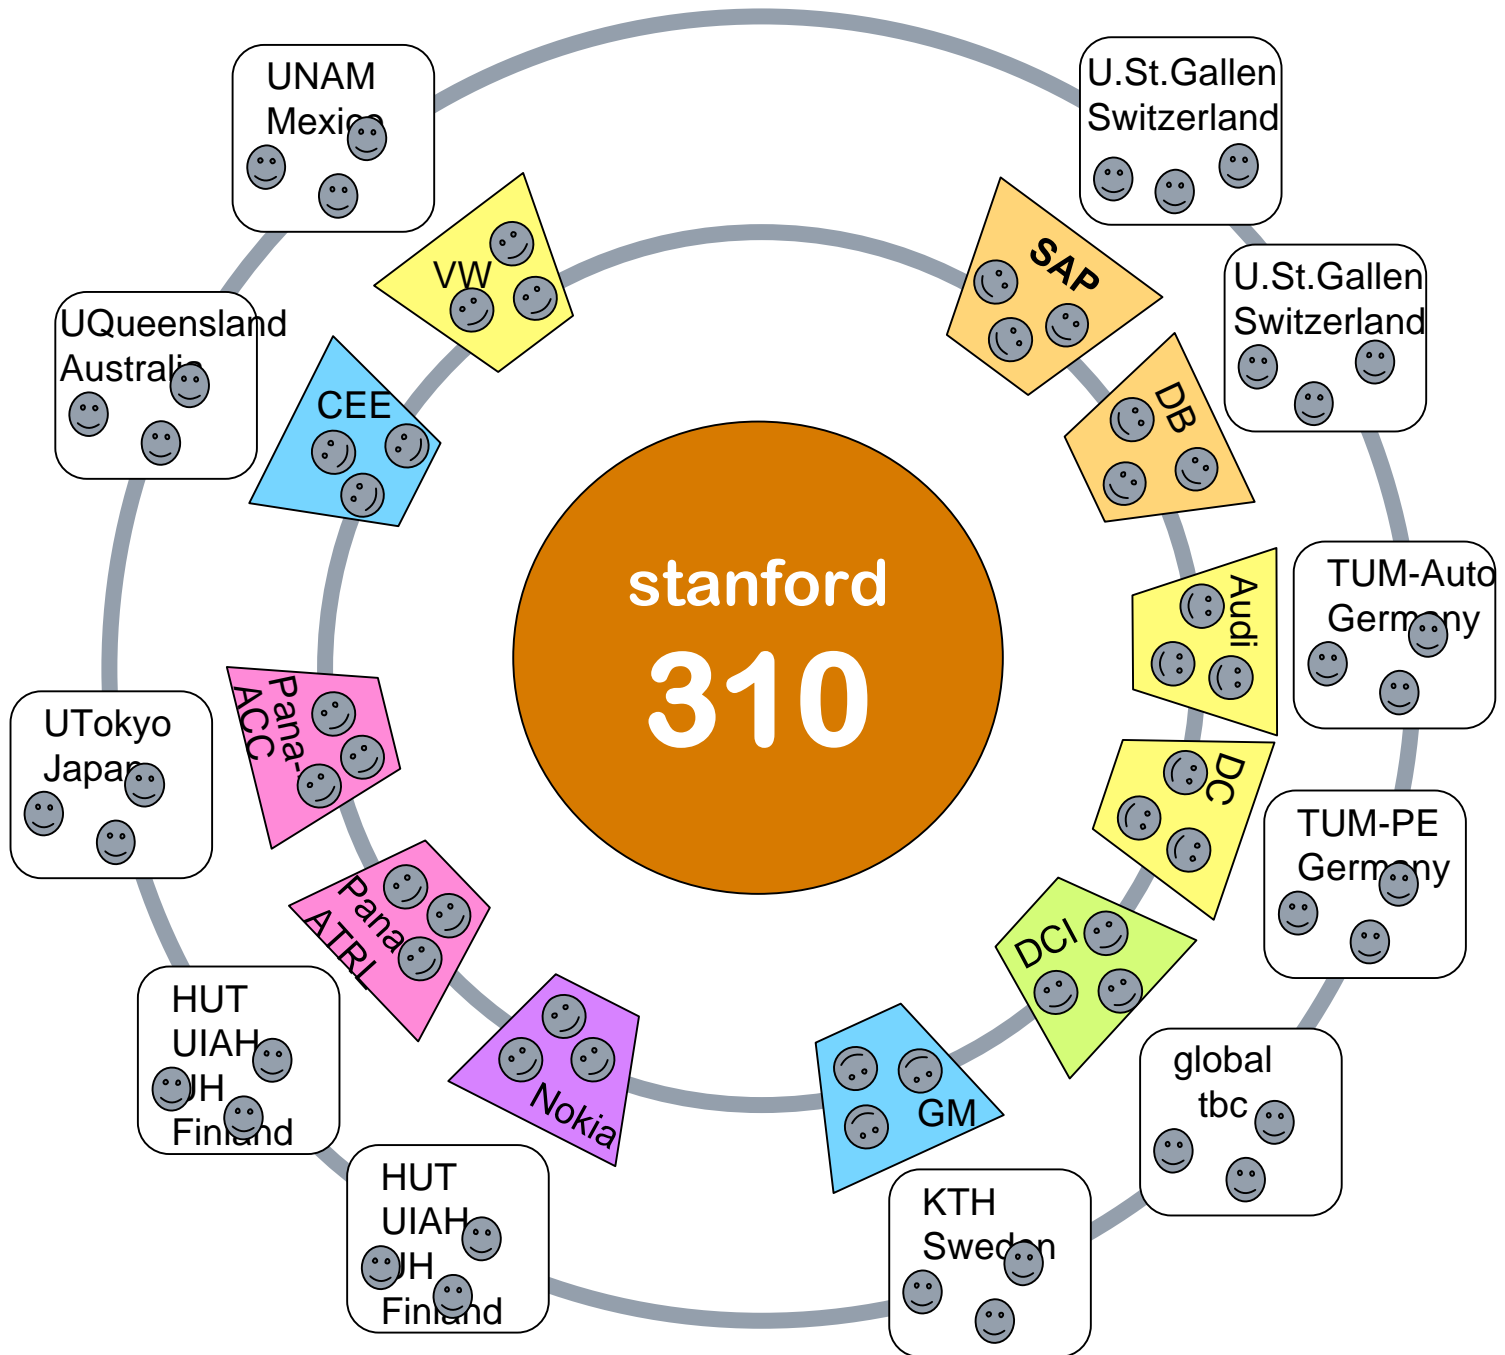 UNAM
Mexico
U.St.Gallen
Switzerland
VW
SAP
U.St.Gallen
Switzerland
UQueensland
Australia
CEE
DB
stanford
310
Audi
TUM-Auto
Germany
Pana-
ACC
UTokyo
Japan
DC
TUM-PE
Germany
Pana
ATRL
DCI
HUT
UIAH
JH
Finland
Nokia
GM
global
tbc
HUT
UIAH
JH
Finland
KTH
Sweden